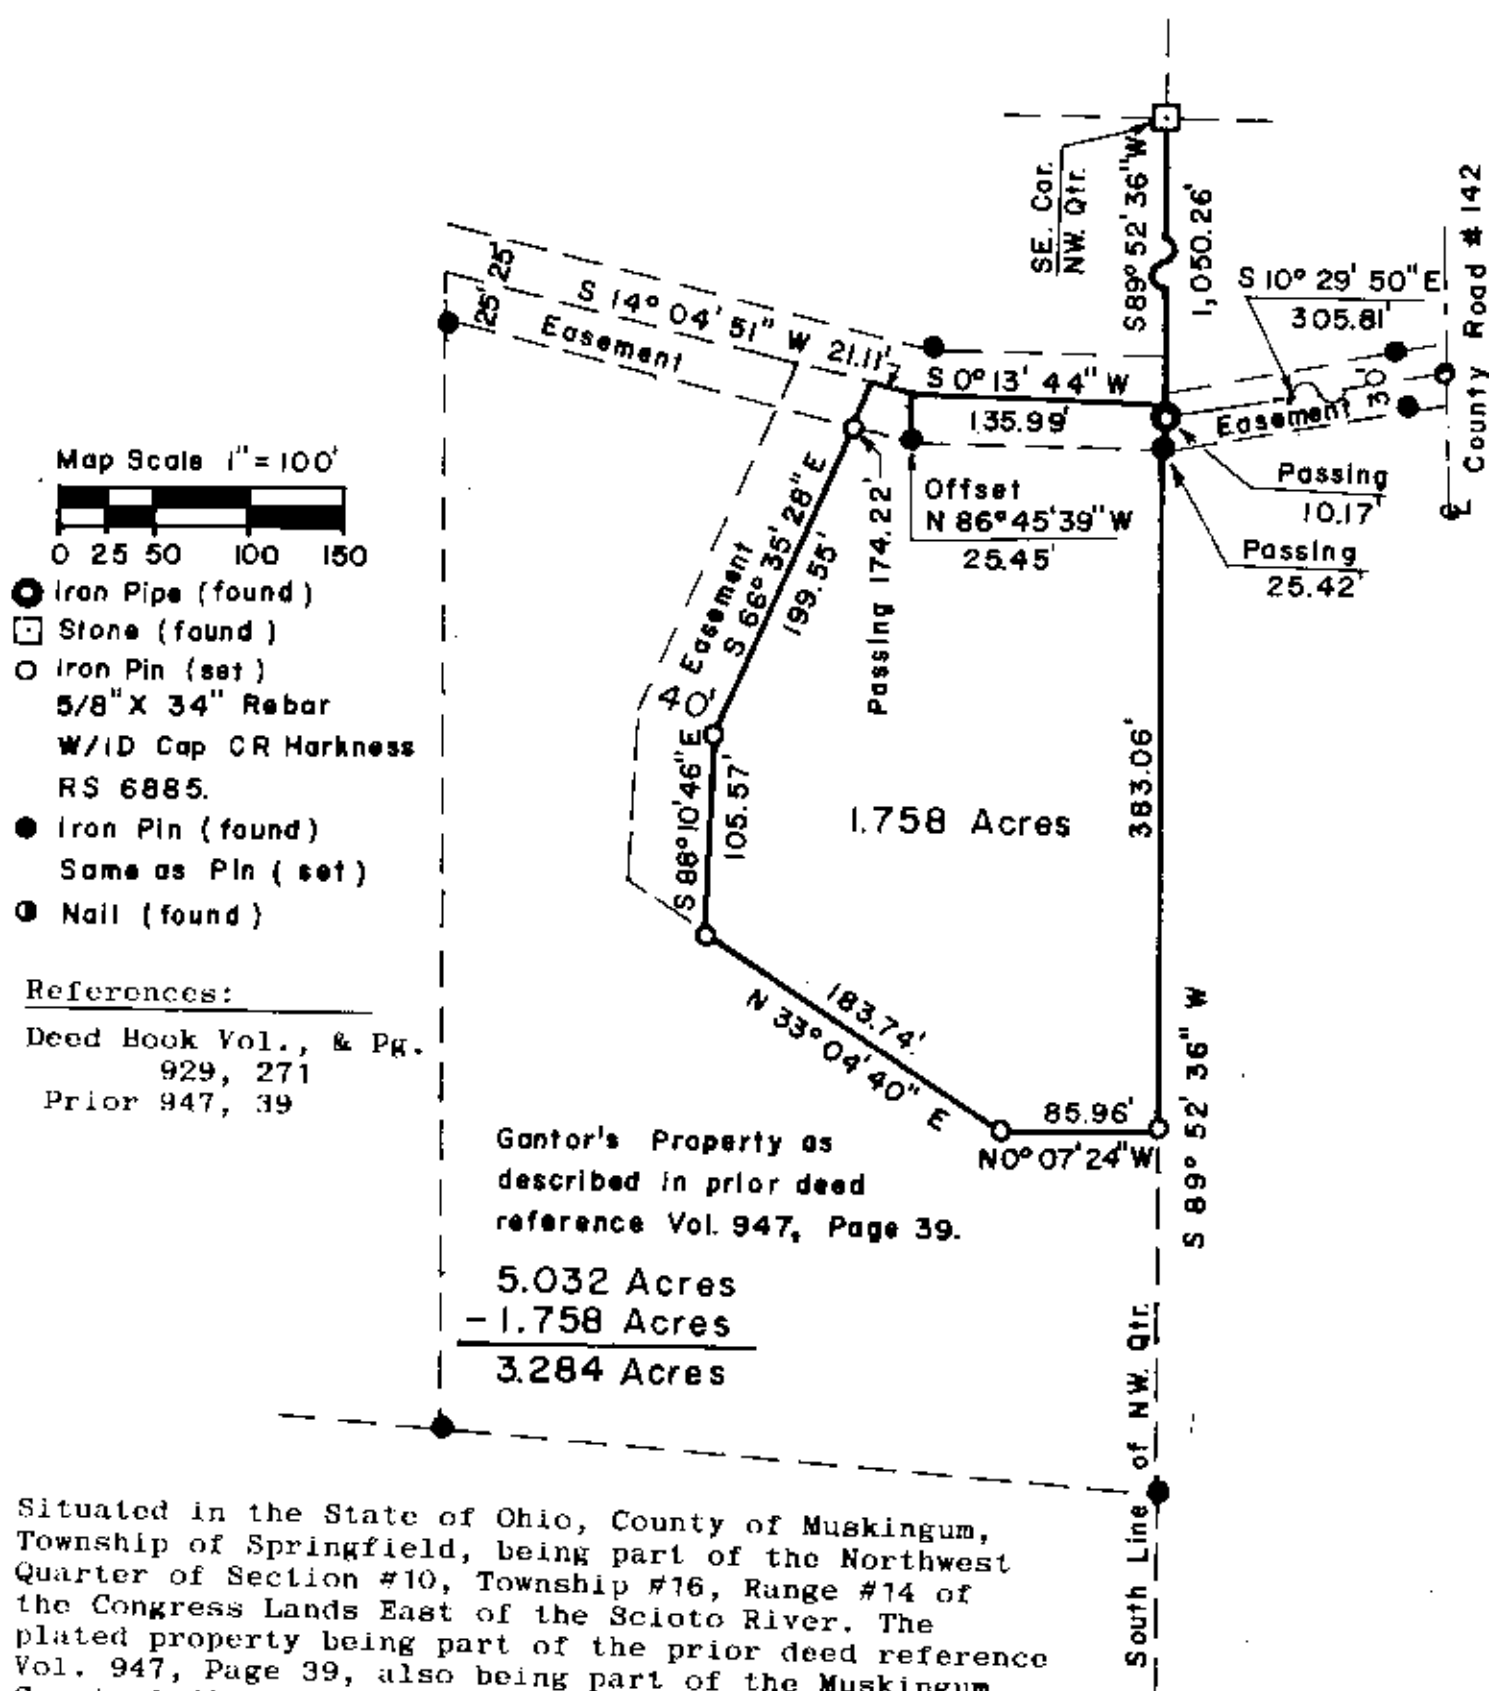 SE. Cor.
NW. Qtr.
S 89° 52' 36" W
1,050.26'
S 10° 29' 50" E
305.81'
County Road # 142
25'
25'
S 14° 04' 51" W 21.11'
Easement
S 0° 13' 44" W
135.99'
Easement 30'
Passing
10.17'
Passing
25.42'
Offset
N 86° 45' 39" W
25.45'
Passing 174.22'
Map Scale 1" = 100'
0 25 50 100 150
Iron Pipe (found)
Stone (found)
Iron Pin (set)
5/8" X 34" Rebar
W/ID Cap CR Harkness
RS 6885.
Iron Pin (found)
Same as Pin (set)
Nail (found)
Easement
S 66° 35' 28" E
199.55'
40'
S 88° 10' 46" E
105.57'
1.758 Acres
383.06'
183.74'
N 33° 04' 40" E
85.96'
N 0° 07' 24" W
S 89° 52' 36" W
References:
Deed Book Vol., & Pg.
929, 271
Prior 947, 39
Gantor's Property as
described in prior deed
reference Vol. 947, Page 39.
5.032 Acres
- 1.758 Acres
3.284 Acres
South Line of NW. Qtr.
Situated in the State of Ohio, County of Muskingum,
Township of Springfield, being part of the Northwest
Quarter of Section #10, Township #16, Range #14 of
the Congress Lands East of the Scioto River. The
plated property being part of the prior deed reference
Vol. 947, Page 39, also being part of the Muskingum